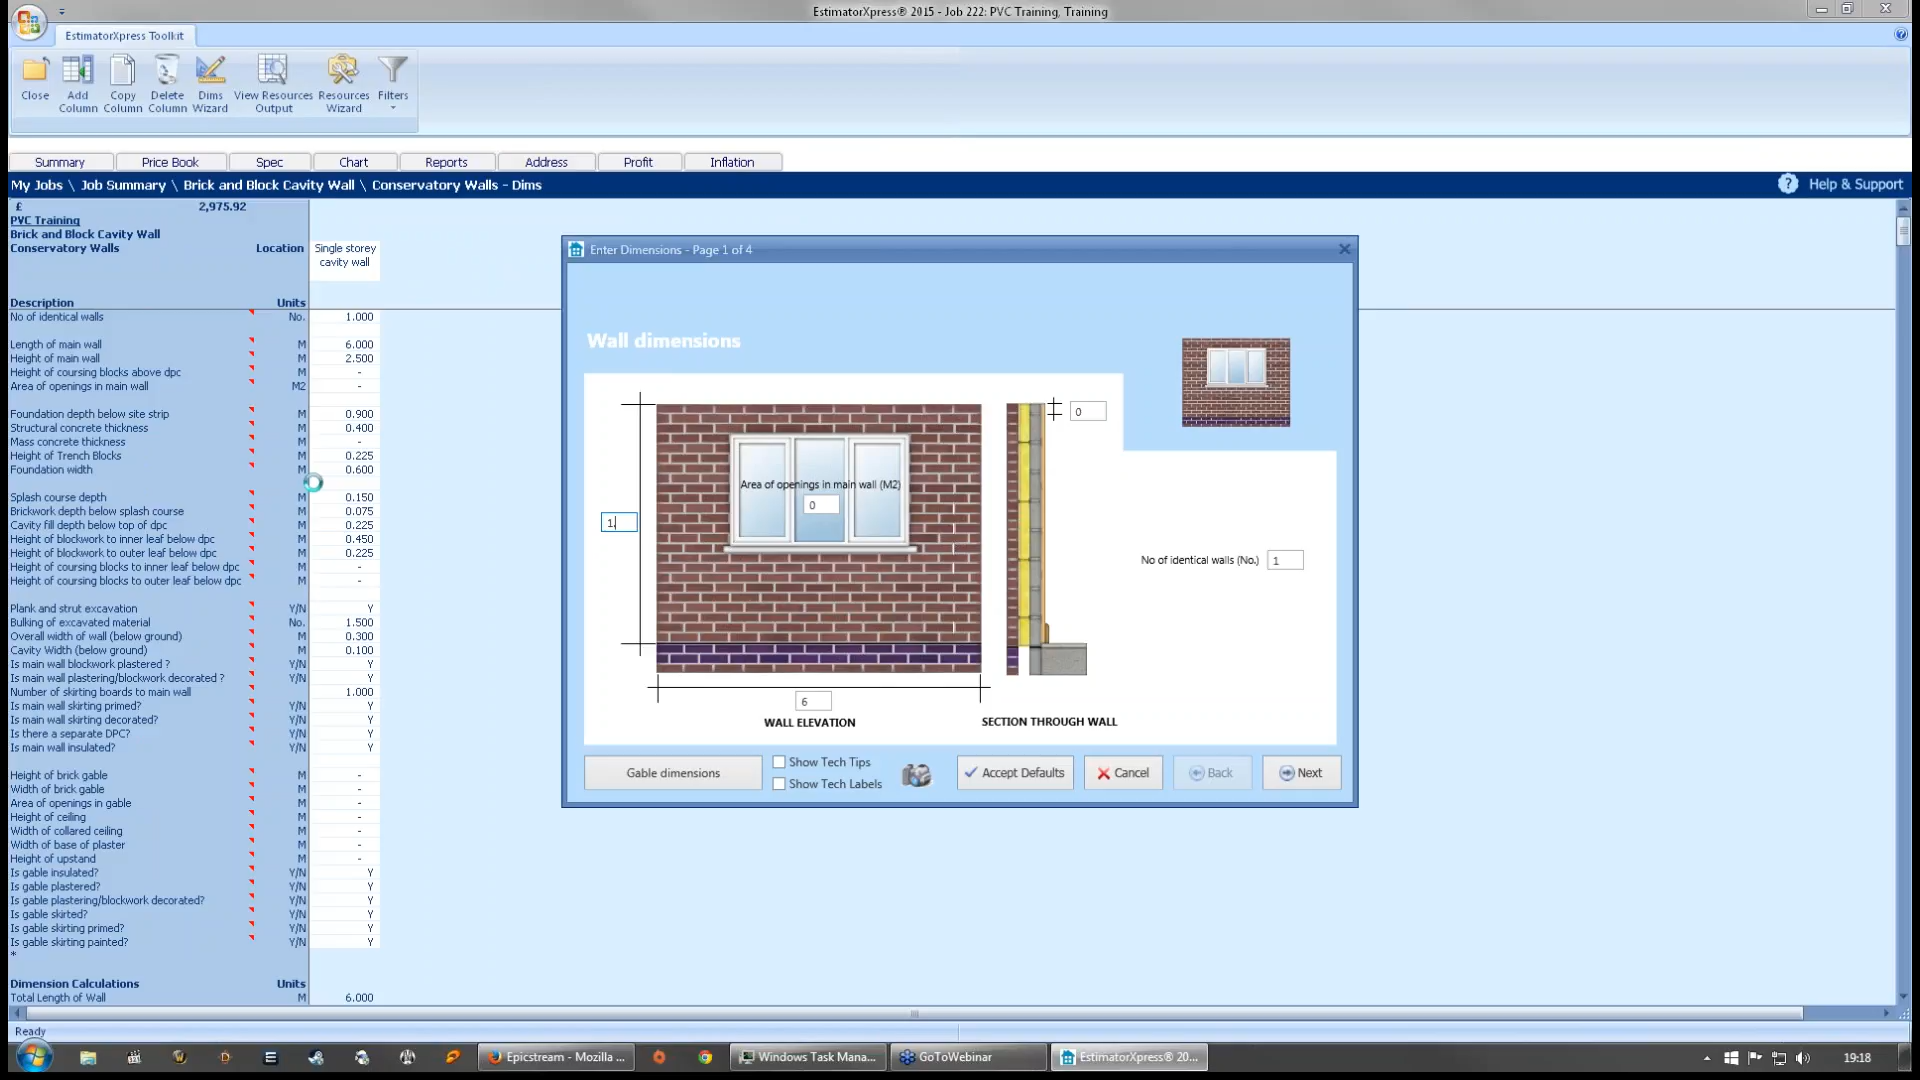 EstimatorXpress® 2015 - Job 222: PVC Training, Training
EstimatorXpress Toolkit
Close
Add Column
Copy Column
Delete Column
Dims Wizard
View Resources Output
Resources Wizard
Filters
Summary
Price Book
Spec
Chart
Reports
Address
Profit
Inflation
My Jobs \ Job Summary \ Brick and Block Cavity Wall \ Conservatory Walls - Dims
? Help & Support
£ 2,975.92
PVC Training
Brick and Block Cavity Wall
Conservatory Walls Location Single storey cavity wall
Description Units
No of identical walls No. 1.000
Length of main wall M 6.000
Height of main wall M 2.500
Height of coursing blocks above dpc M -
Area of openings in main wall M2 -
Foundation depth below site strip M 0.900
Structural concrete thickness M 0.400
Mass concrete thickness M -
Height of Trench Blocks M 0.225
Foundation width M 0.600
Splash course depth M 0.150
Brickwork depth below splash course M 0.075
Cavity fill depth below top of dpc M 0.225
Height of blockwork to inner leaf below dpc M 0.450
Height of blockwork to outer leaf below dpc M 0.225
Height of coursing blocks to inner leaf below dpc M -
Height of coursing blocks to outer leaf below dpc M -
Plank and strut excavation Y/N Y
Bulking of excavated material No. 1.500
Overall width of wall (below ground) M 0.300
Cavity Width (below ground) M 0.100
Is main wall blockwork plastered ? Y/N Y
Is main wall plastering/blockwork decorated ? Y/N Y
Number of skirting boards to main wall 1.000
Is main wall skirting primed? Y/N Y
Is main wall skirting decorated? Y/N Y
Is there a separate DPC? Y/N Y
Is main wall insulated? Y/N Y
Height of brick gable M -
Width of brick gable M -
Area of openings in gable M -
Height of ceiling M -
Width of collared ceiling M -
Width of base of plaster M -
Height of upstand M -
Is gable insulated? Y/N Y
Is gable plastered? Y/N Y
Is gable plastering/blockwork decorated? Y/N Y
Is gable skirted? Y/N Y
Is gable skirting primed? Y/N Y
Is gable skirting painted? Y/N Y
*
Dimension Calculations Units
Total Length of Wall M 6.000
Enter Dimensions - Page 1 of 4
Wall dimensions
0
Area of openings in main wall (M2)
0
1.
No of identical walls (No.) 1
6
WALL ELEVATION
SECTION THROUGH WALL
Gable dimensions
Show Tech Tips
Show Tech Labels
Accept Defaults
Cancel
Back
Next
Ready
Epicstream - Mozilla ...
Windows Task Mana...
GoToWebinar
EstimatorXpress® 20...
19:18